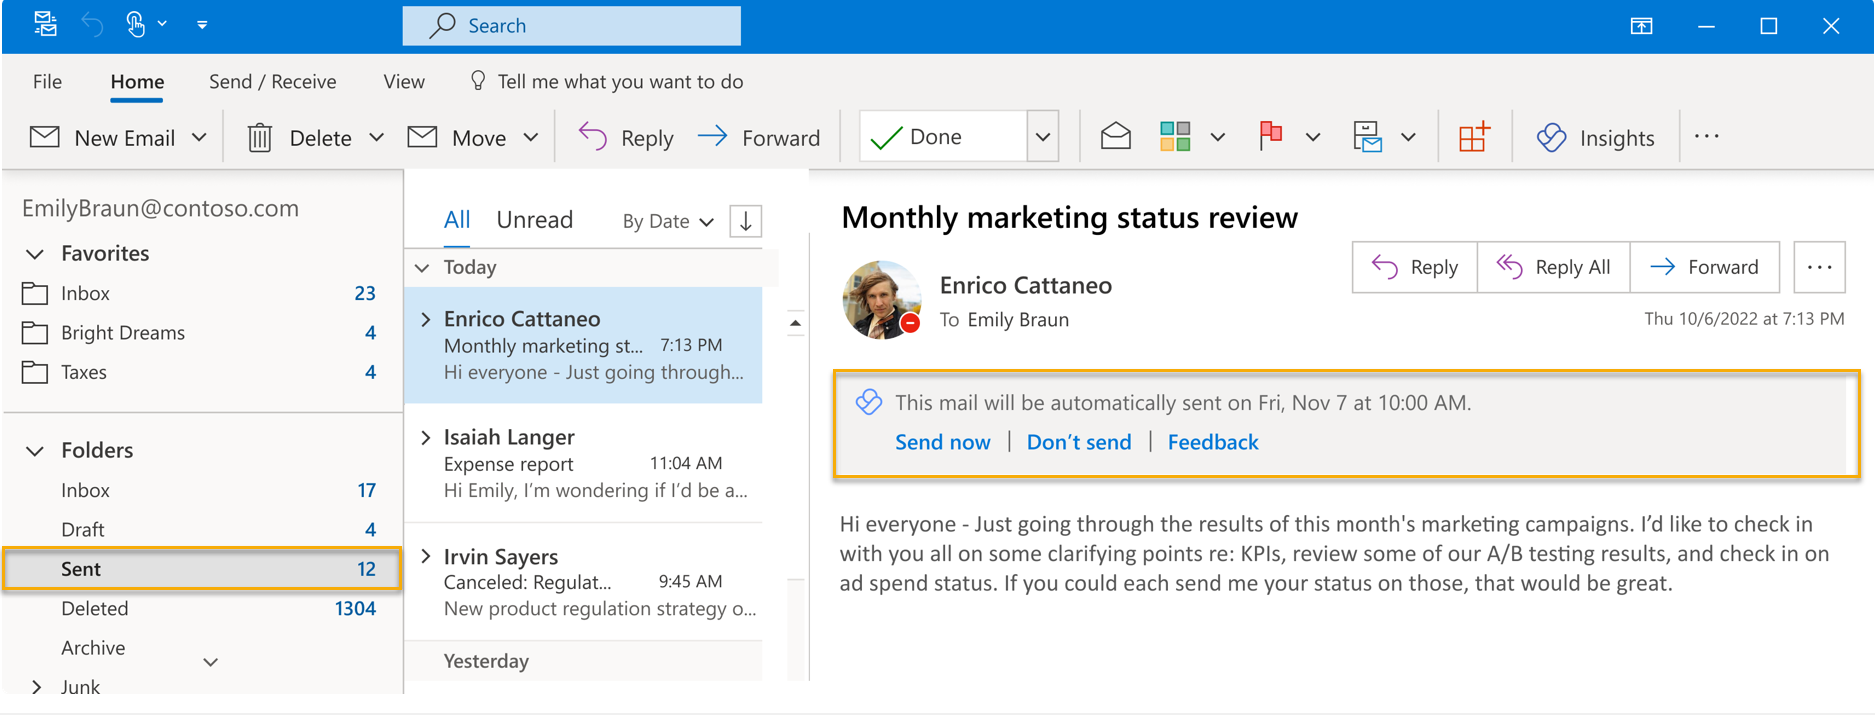 Search
File Home Send / Receive View Tell me what you want to do
New Email Delete Move Reply Forward Done Insights ...
EmilyBraun@contoso.com
Favorites
Inbox 23
Bright Dreams 4
Taxes 4
Folders
Inbox 17
Draft 4
Sent 12
Deleted 1304
Archive
Junk
All Unread By Date
Today
Enrico Cattaneo
Monthly marketing st... 7:13 PM
Hi everyone - Just going through...
Isaiah Langer
Expense report 11:04 AM
Hi Emily, I’m wondering if I’d be a...
Irvin Sayers
Canceled: Regulat... 9:45 AM
New product regulation strategy o...
Yesterday
Monthly marketing status review
Reply Reply All Forward ...
Enrico Cattaneo
To Emily Braun
Thu 10/6/2022 at 7:13 PM
This mail will be automatically sent on Fri, Nov 7 at 10:00 AM.
Send now | Don’t send | Feedback
Hi everyone - Just going through the results of this month's marketing campaigns. I’d like to check in
with you all on some clarifying points re: KPIs, review some of our A/B testing results, and check in on
ad spend status. If you could each send me your status on those, that would be great.